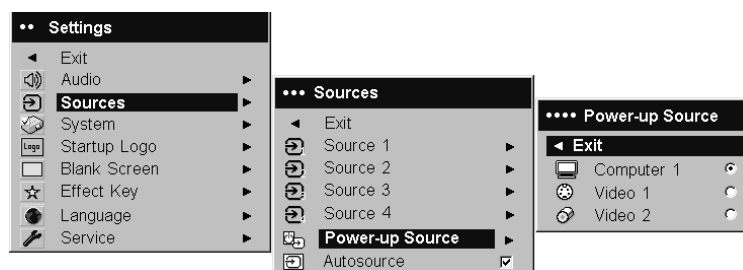 •• Settings
Exit
Audio
Sources
System
Logo Startup Logo
Blank Screen
Effect Key
Language
Service
••• Sources
Exit
Source 1
Source 2
Source 3
Source 4
Power-up Source
Autosource
•••• Power-up Source
Exit
Computer 1
Video 1
Video 2